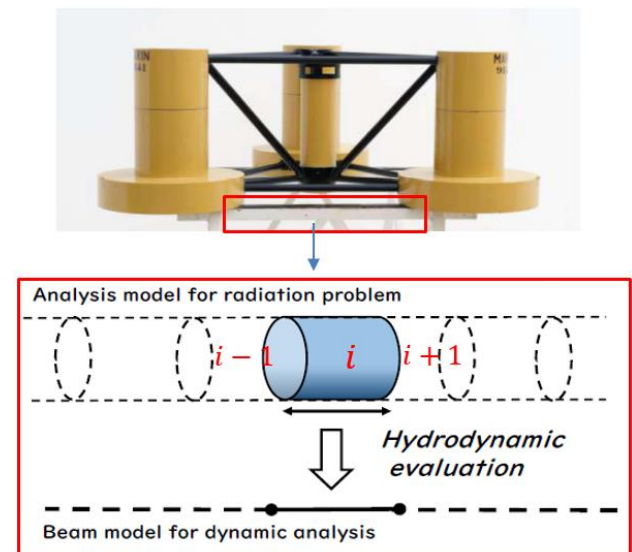 Analysis model for radiation problem
i − 1
i
i + 1
Hydrodynamic
evaluation
Beam model for dynamic analysis